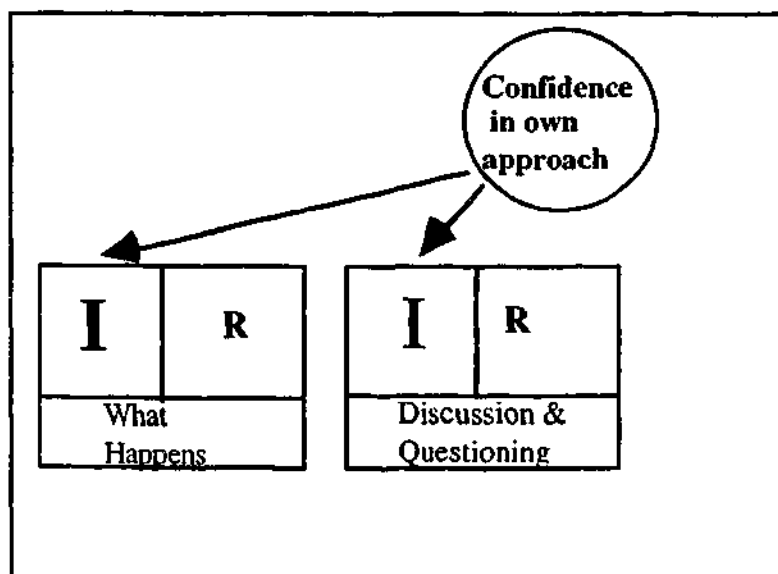 Confidence
in own
approach
I R
I R
What
Happens
Discussion &
Questioning